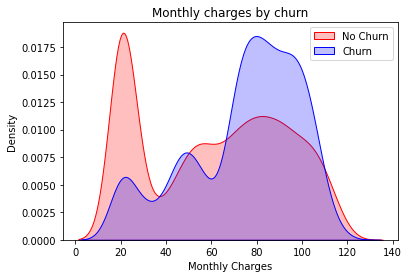 Monthly charges by churn
No Churn
Churn
0.0175
0.0150
0.0125
0.0100
0.0075
0.0050
0.0025
0.0000
Density
0 20 40 60 80 100 120 140
Monthly Charges